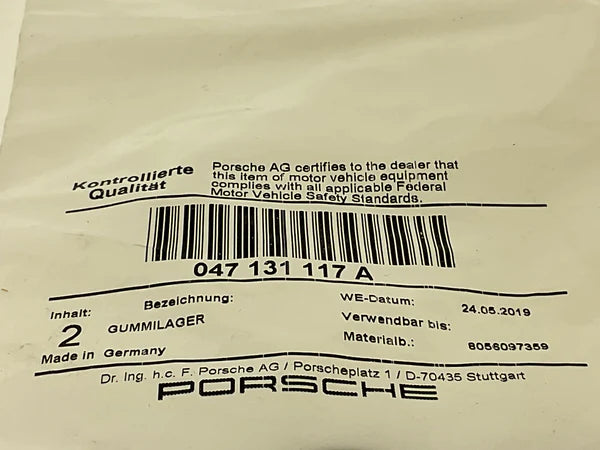 Kontrollierte
Qualität
Porsche AG certifies to the dealer that
this item of motor vehicle equipment
complies with all applicable Federal
Motor Vehicle Safety Standards.
047 131 117 A
Inhalt: Bezeichnung: WE-Datum: 24.05.2019
2 GUMMILAGER Verwendbar bis:
Materialb.: 8056097359
Made in Germany
Dr. Ing. h.c. F. Porsche AG / Porscheplatz 1 / D-70435 Stuttgart
PORSCHE